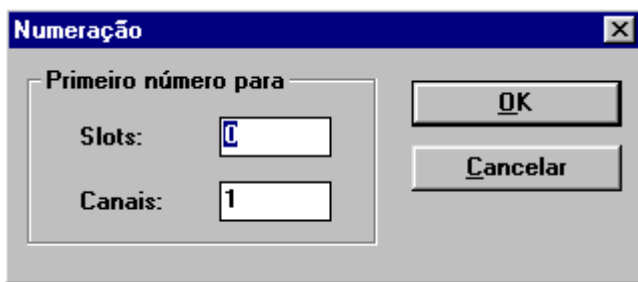 Numeração
Primeiro número para
Slots: 0
Canais: 1
OK
Cancelar